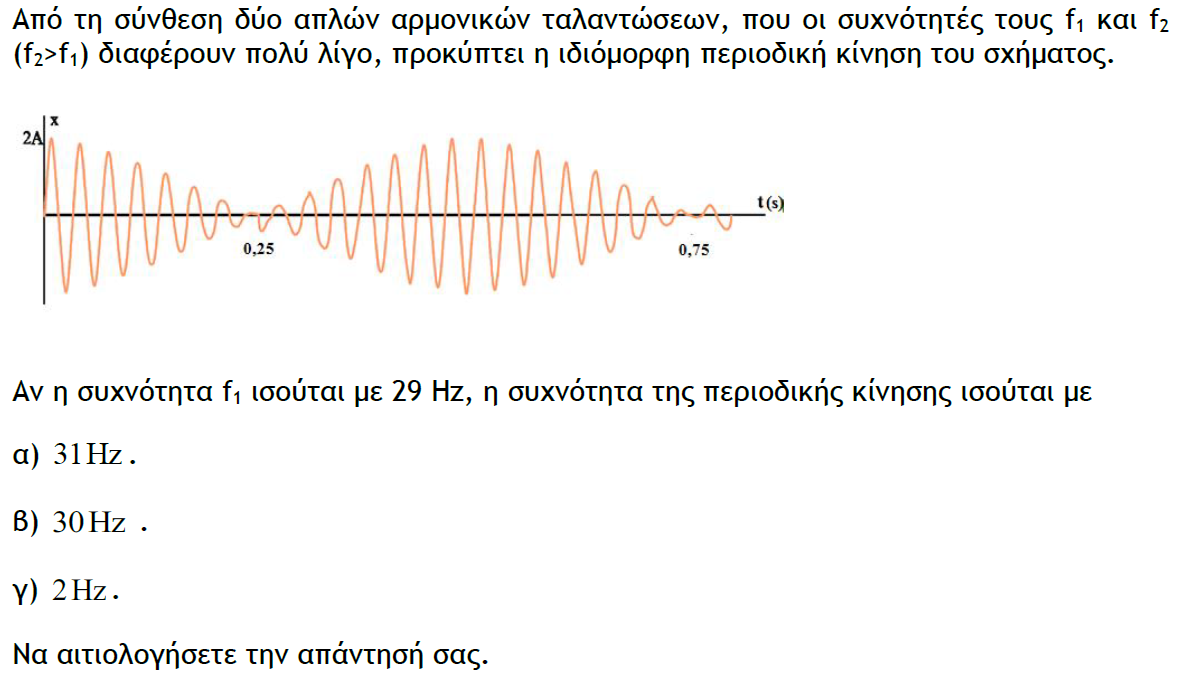 Από τη σύνθεση δύο απλών αρμονικών ταλαντώσεων, που οι συχνότητές τους f₁ και f₂
(f₂>f₁) διαφέρουν πολύ λίγο, προκύπτει η ιδιόμορφη περιοδική κίνηση του σχήματος.
x
2A
t(s)
0,25
0,75
Αν η συχνότητα f₁ ισούται με 29 Hz, η συχνότητα της περιοδικής κίνησης ισούται με
α) 31Hz.
β) 30Hz .
γ) 2Hz.
Να αιτιολογήσετε την απάντησή σας.